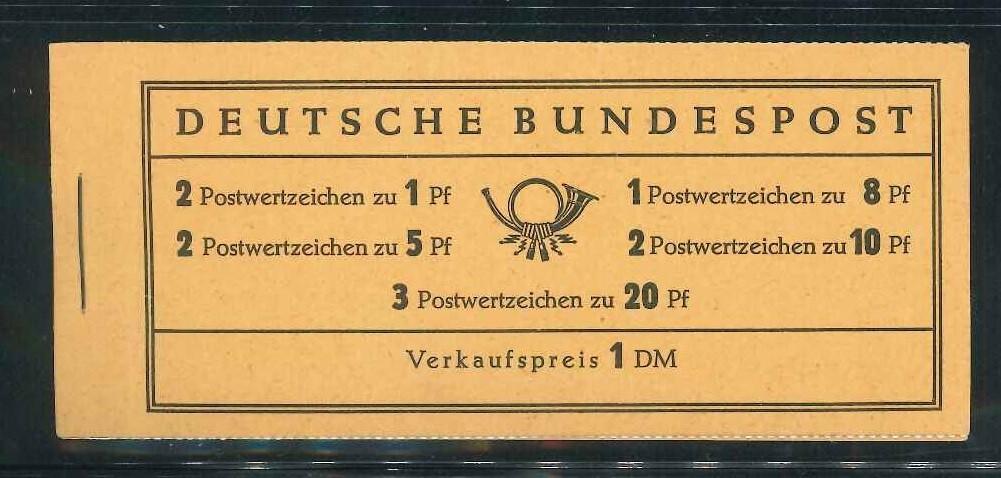 DEUTSCHE BUNDESPOST
2 Postwertzeichen zu 1 Pf
1 Postwertzeichen zu 8 Pf
2 Postwertzeichen zu 5 Pf
2 Postwertzeichen zu 10 Pf
3 Postwertzeichen zu 20 Pf
Verkaufspreis 1 DM